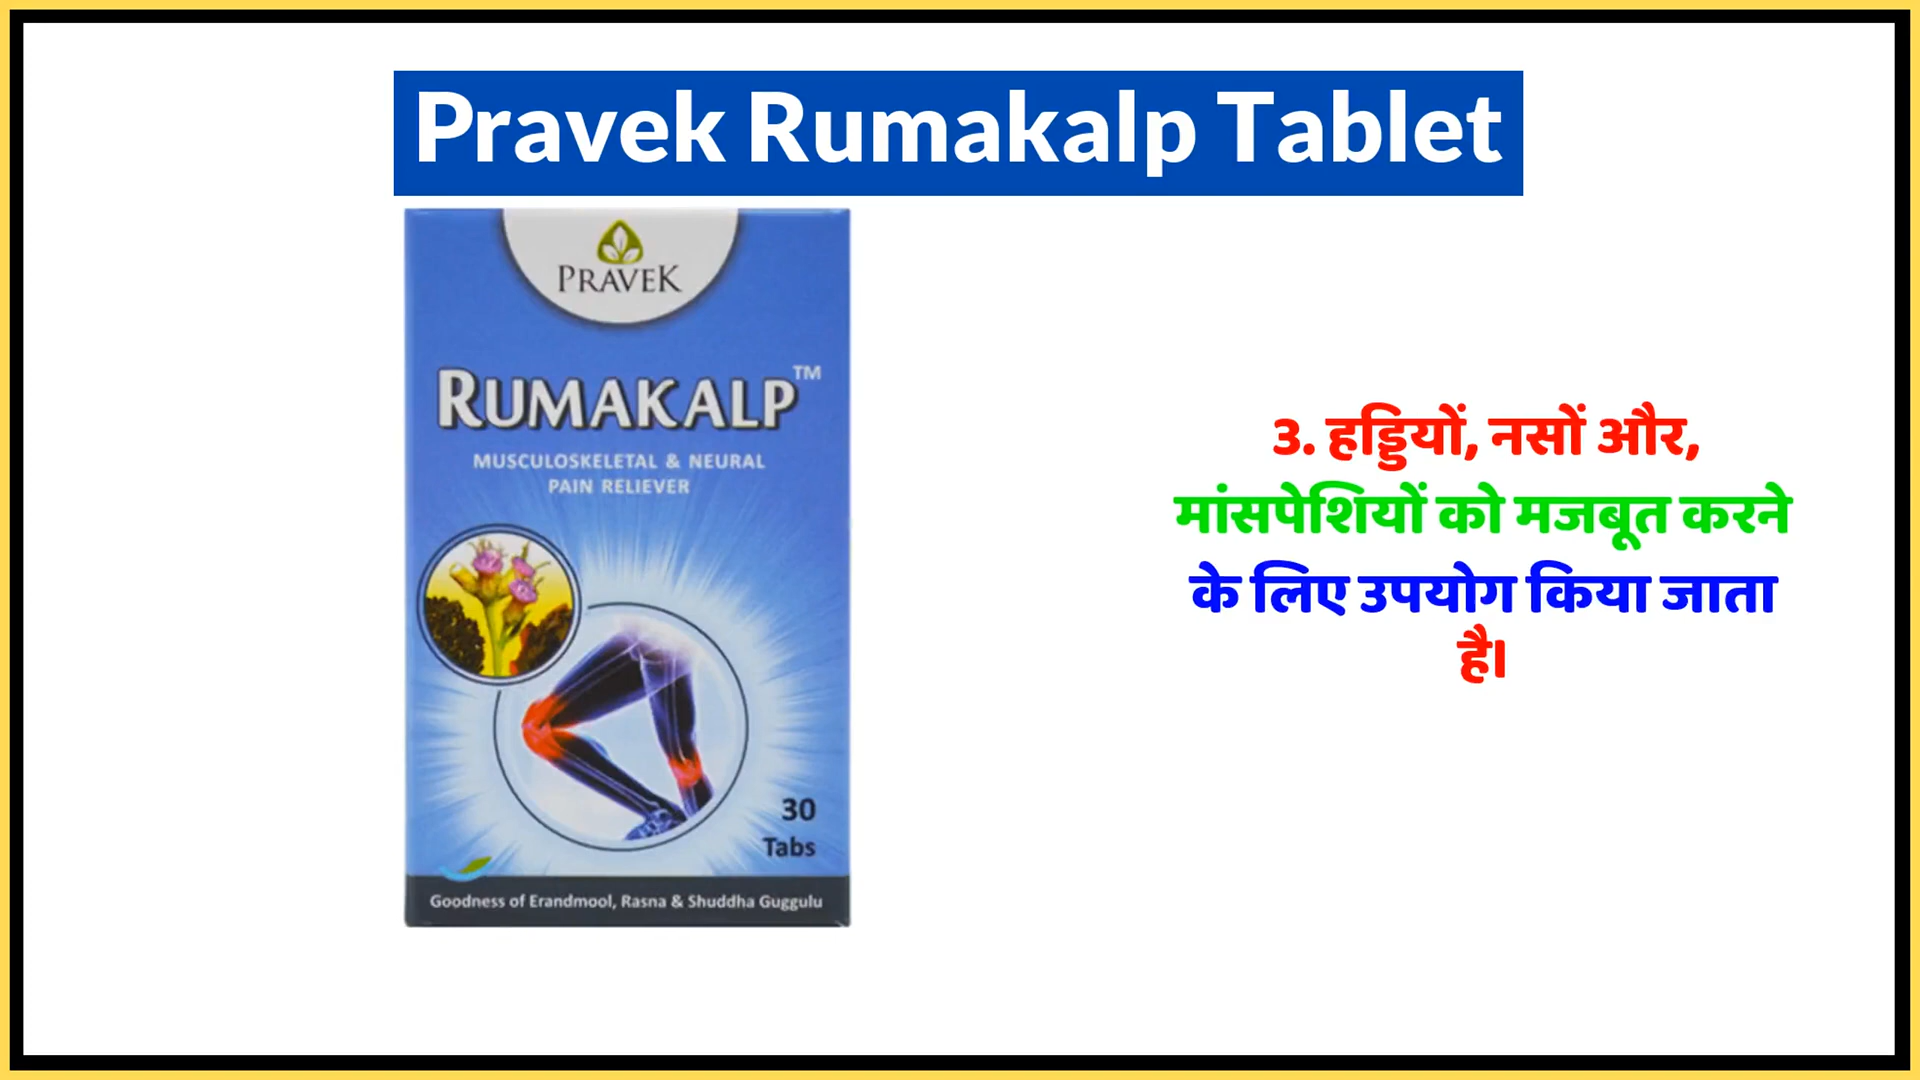 Pravek Rumakalp Tablet
PRAVEK
RUMAKALP™
MUSCULOSKELETAL & NEURAL
PAIN RELIEVER
30
Tabs
Goodness of Erandmool, Rasna & Shuddha Guggulu
3. हड्डियों, नसों और,
मांसपेशियों को मजबूत करने
के लिए उपयोग किया जाता
है।